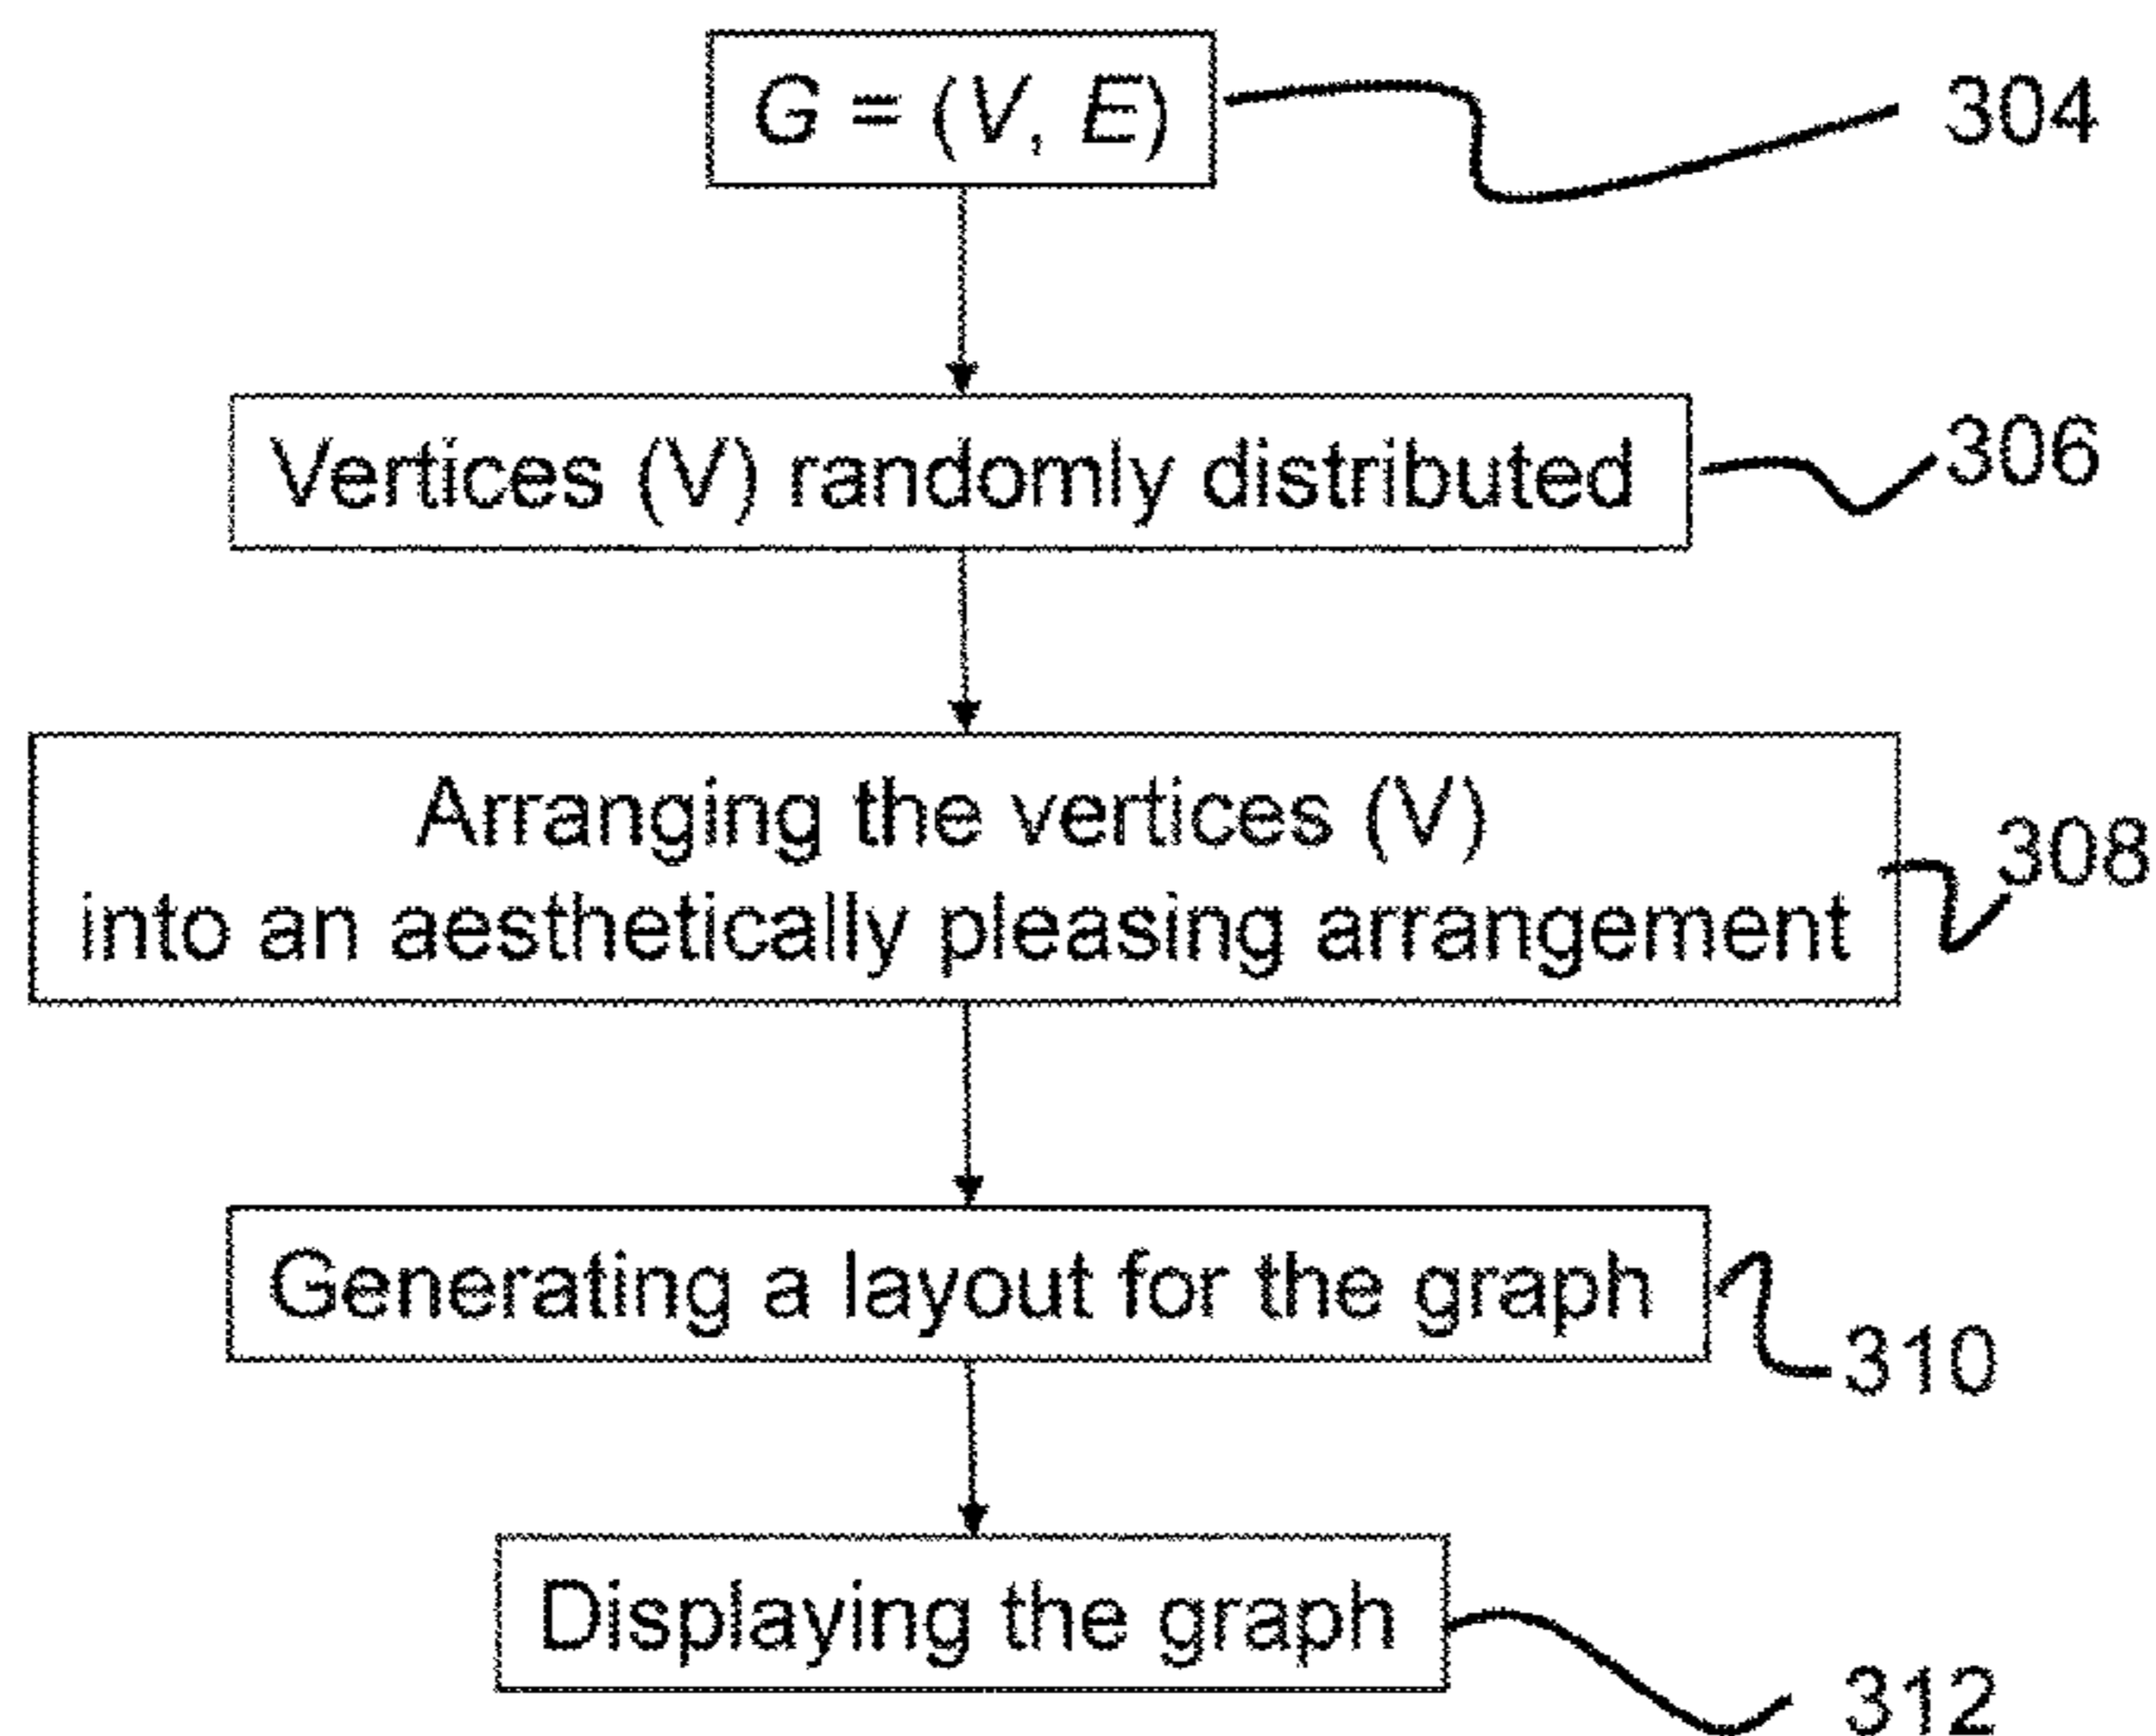 G = (V, E)
304
Vertices (V) randomly distributed
306
Arranging the vertices (V)
into an aesthetically pleasing arrangement
308
Generating a layout for the graph
310
Displaying the graph
312